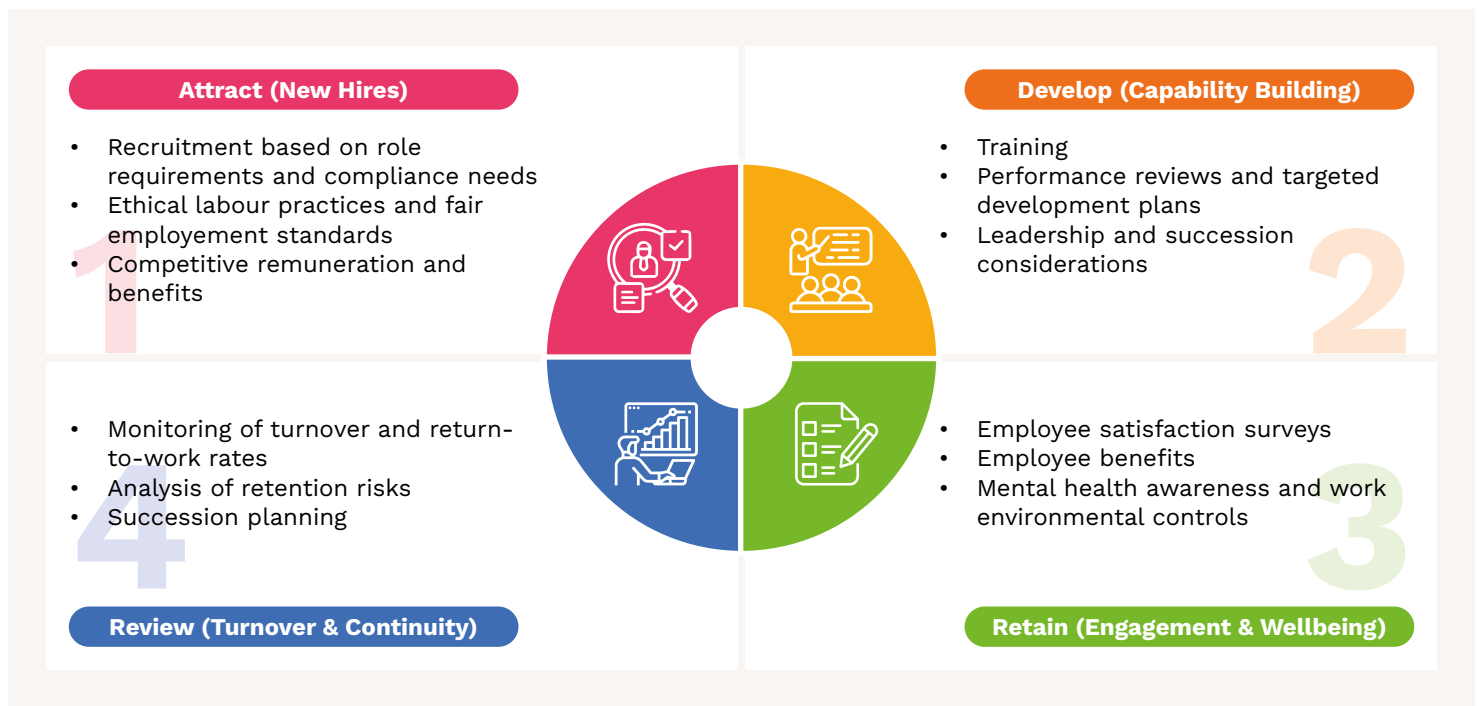 Attract (New Hires)
• Recruitment based on role
requirements and compliance needs
• Ethical labour practices and fair
employement standards
• Competitive remuneration and
benefits
1
Develop (Capability Building)
• Training
• Performance reviews and targeted
development plans
• Leadership and succession
considerations
2
• Employee satisfaction surveys
• Employee benefits
• Mental health awareness and work
environmental controls
3
Retain (Engagement & Wellbeing)
• Monitoring of turnover and return-
to-work rates
• Analysis of retention risks
• Succession planning
4
Review (Turnover & Continuity)